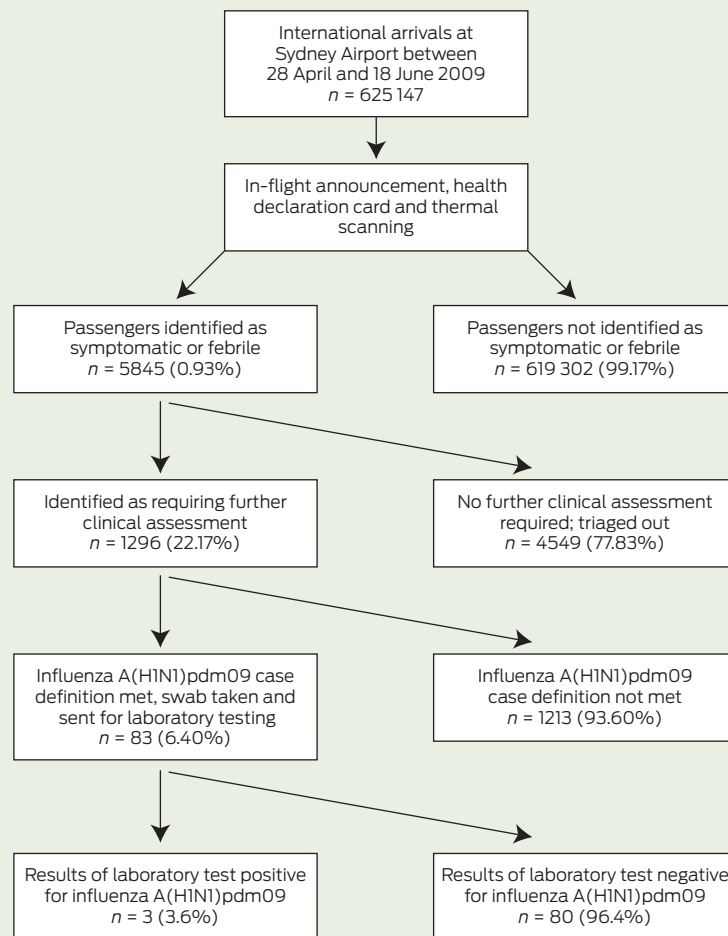 International arrivals at
Sydney Airport between
28 April and 18 June 2009
n = 625 147
In-flight announcement, health
declaration card and thermal
scanning
Passengers identified as
symptomatic or febrile
n = 5845 (0.93%)
Passengers not identified as
symptomatic or febrile
n = 619 302 (99.17%)
Identified as requiring further
clinical assessment
n = 1296 (22.17%)
No further clinical assessment
required; triaged out
n = 4549 (77.83%)
Influenza A(H1N1)pdm09 case
definition met, swab taken and
sent for laboratory testing
n = 83 (6.40%)
Influenza A(H1N1)pdm09
case definition not met
n = 1213 (93.60%)
Results of laboratory test positive
for influenza A(H1N1)pdm09
n = 3 (3.6%)
Results of laboratory test negative
for influenza A(H1N1)pdm09
n = 80 (96.4%)